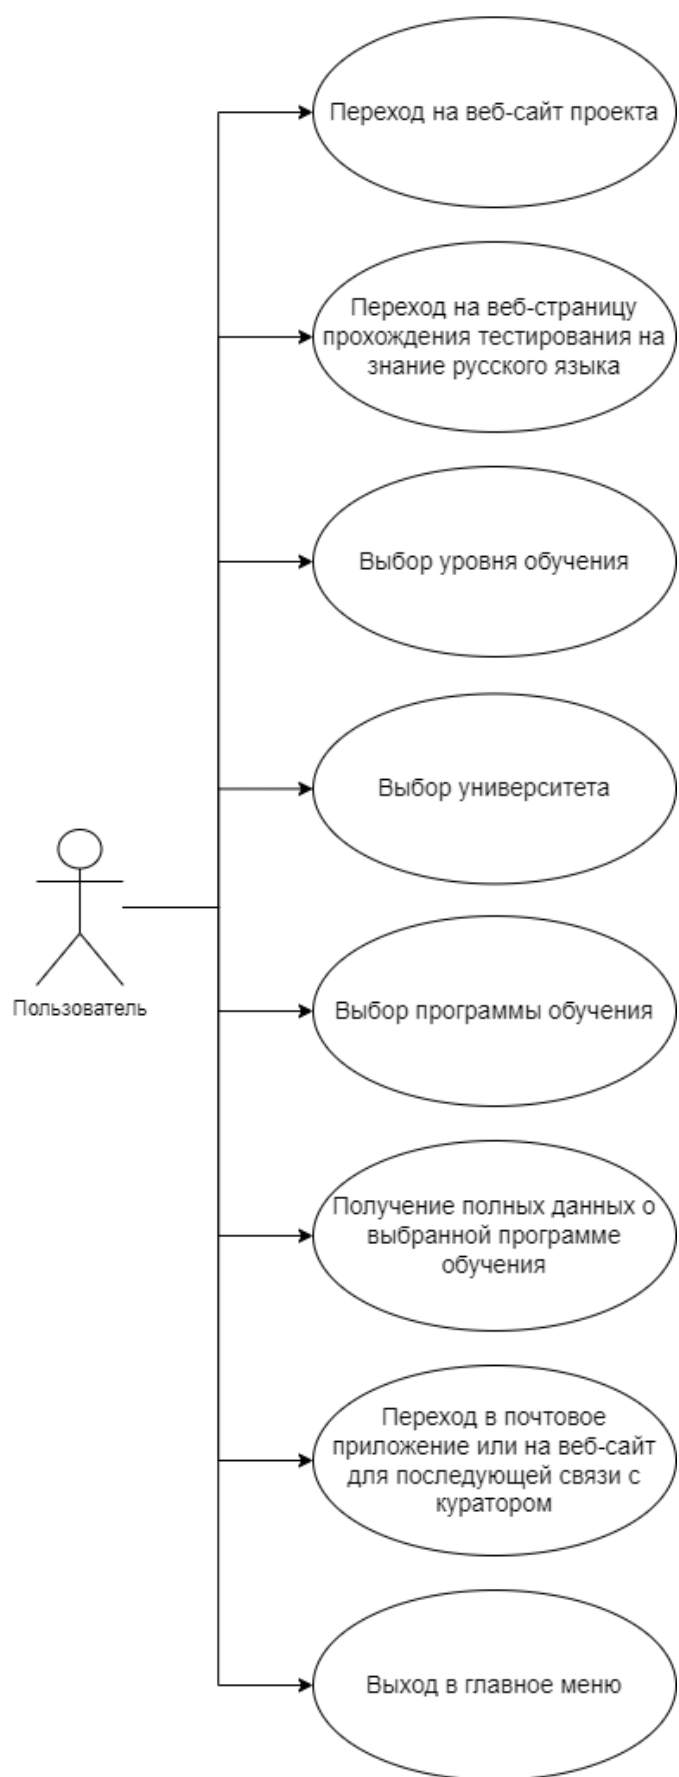 Переход на веб-сайт проекта
Переход на веб-страницу
прохождения тестирования на
знание русского языка
Выбор уровня обучения
Выбор университета
Пользователь
Выбор программы обучения
Получение полных данных о
выбранной программе
обучения
Переход в почтовое
приложение или на веб-сайт
для последующей связи с
куратором
Выход в главное меню